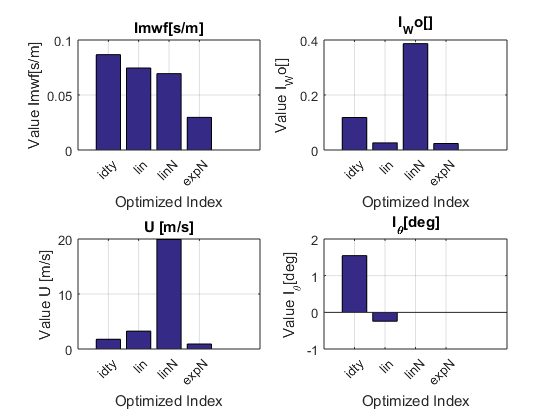 Imwf[s/m]
Value Imwf[s/m]
0.1
0.05
0
idty lin linN expN
Optimized Index
I_Wo[]
Value I_Wo[]
0.4
0.2
0
idty lin linN expN
Optimized Index
U [m/s]
Value U [m/s]
20
10
0
idty lin linN expN
Optimized Index
I_θ[deg]
Value I_θ[deg]
2
1
0
-1
idty lin linN expN
Optimized Index